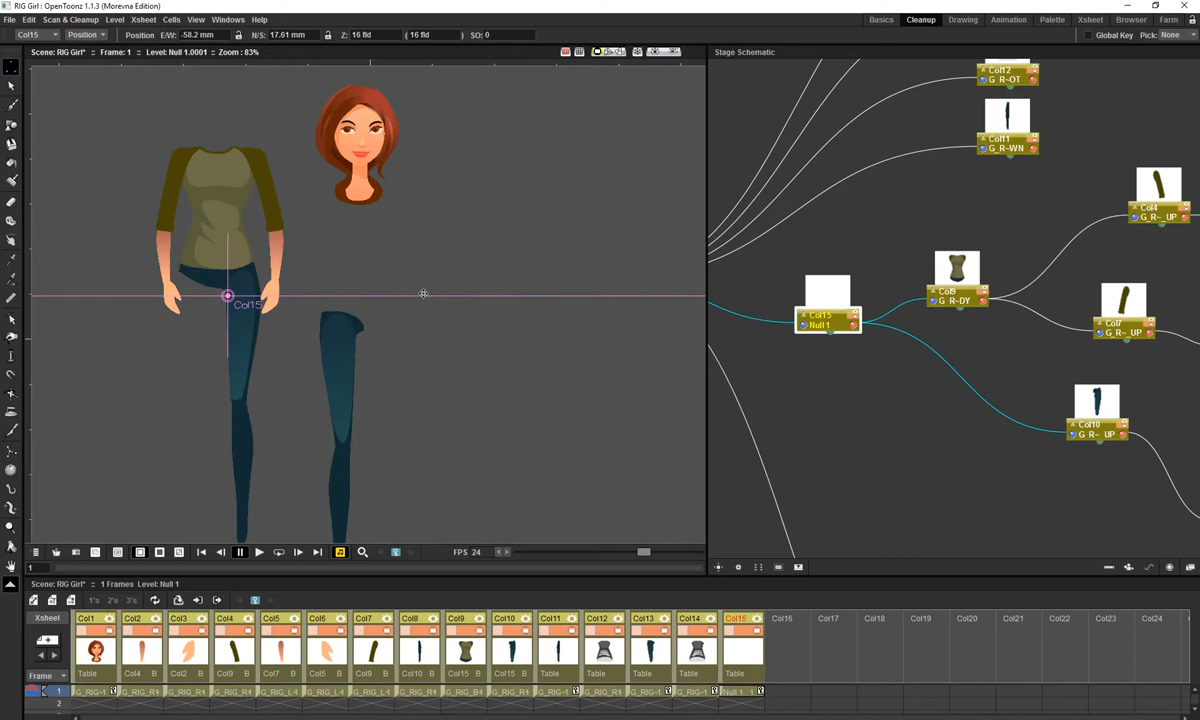 RIG Girl : OpenToonz 1.1.3 (Morevna Edition)
File Edit Scan & Cleanup Level Xsheet Cells View Windows Help
Basics Cleanup Drawing Animation Palette Xsheet Browser Farm
Col15 Position Position E/W: -58.2 mm N/S: 17.61 mm Z: 16 fld ( 16 fld ) SO: 0
Global Key Pick: None
Scene: RIG Girl* :: Frame: 1 :: Level: Null 1.0001 :: Zoom : 83%
Stage Schematic
Col12
G_R~OT
Col11
G_R~WN
Col4
G_R~_UP
Col9
G_R~DY
Col15
Null 1
Col7
G_R~_UP
Col15
Col10
G_R~_UP
FPS 24
1
Scene: RIG Girl* :: 1 Frames Level: Null 1
1's 2's 3's
Xsheet Col1 Col2 Col3 Col4 Col5 Col6 Col7 Col8 Col9 Col10 Col11 Col12 Col13 Col14 Col15 Col16 Col17 Col18 Col19 Col20 Col21 Col22 Col23 Col24
Frame Table Col4 B Col2 B Col9 B Col7 B Col5 B Col9 B Col10 B Col15 B Col15 B Table Table Table Table Table
1
2